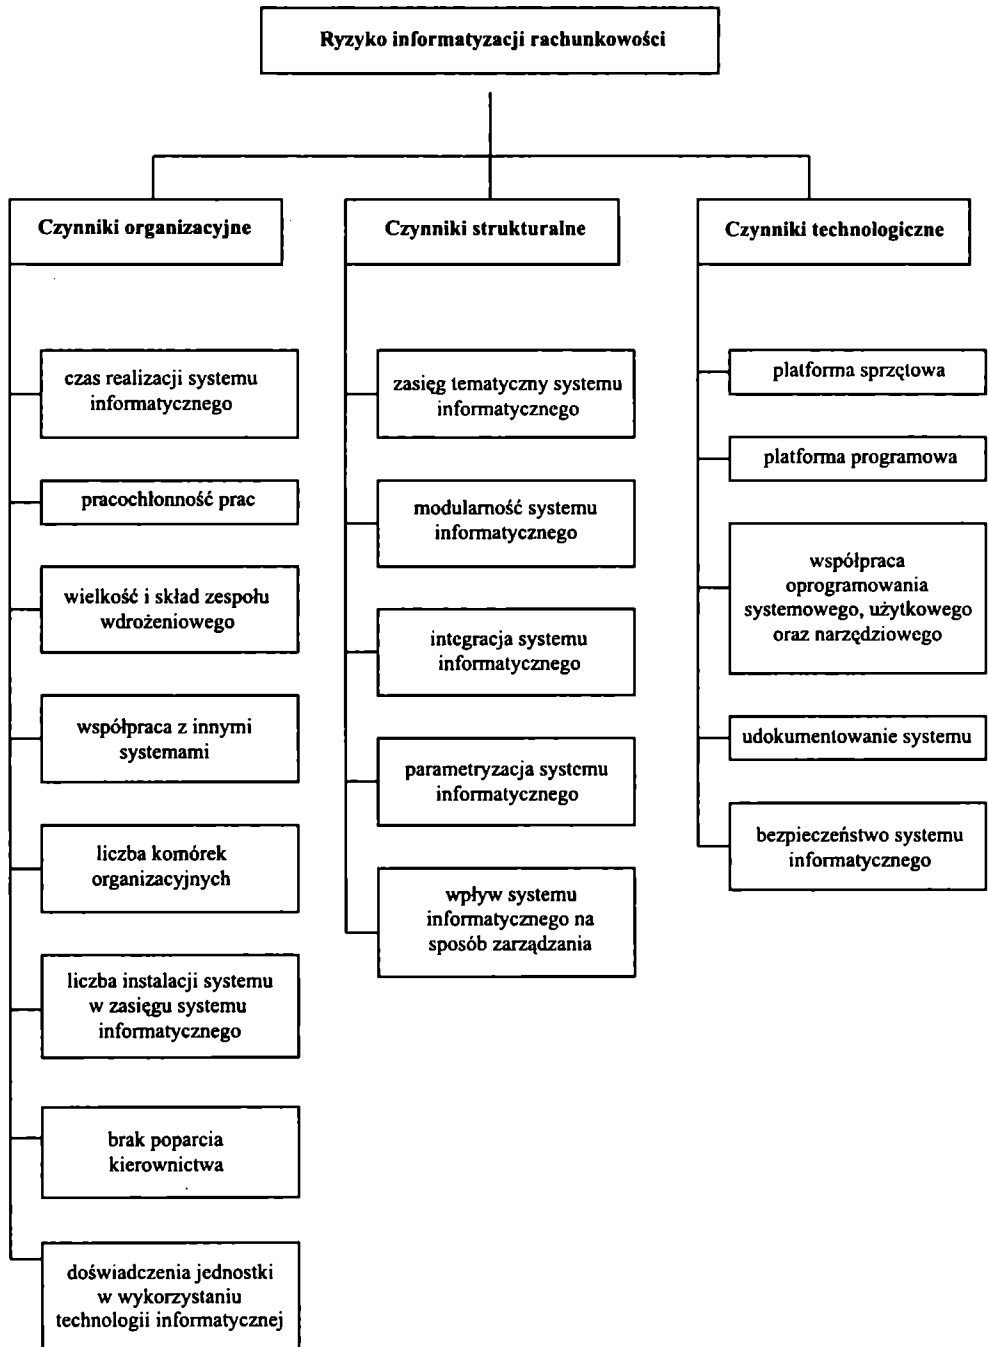 Ryzyko informatyzacji rachunkowości
Czynniki organizacyjne
czas realizacji systemu
informatycznego
pracochłonność prac
wielkość i skład zespołu
wdrożeniowego
współpraca z innymi
systemami
liczba komórek
organizacyjnych
liczba instalacji systemu
w zasięgu systemu
informatycznego
brak poparcia
kierownictwa
doświadczenia jednostki
w wykorzystaniu
technologii informatycznej
Czynniki strukturalne
zasięg tematyczny systemu
informatycznego
modularność systemu
informatycznego
integracja systemu
informatycznego
parametryzacja systemu
informatycznego
wpływ systemu
informatycznego na
sposób zarządzania
Czynniki technologiczne
platforma sprzętowa
platforma programowa
współpraca
oprogramowania
systemowego, użytkowego
oraz narzędziowego
udokumentowanie systemu
bezpieczeństwo systemu
informatycznego